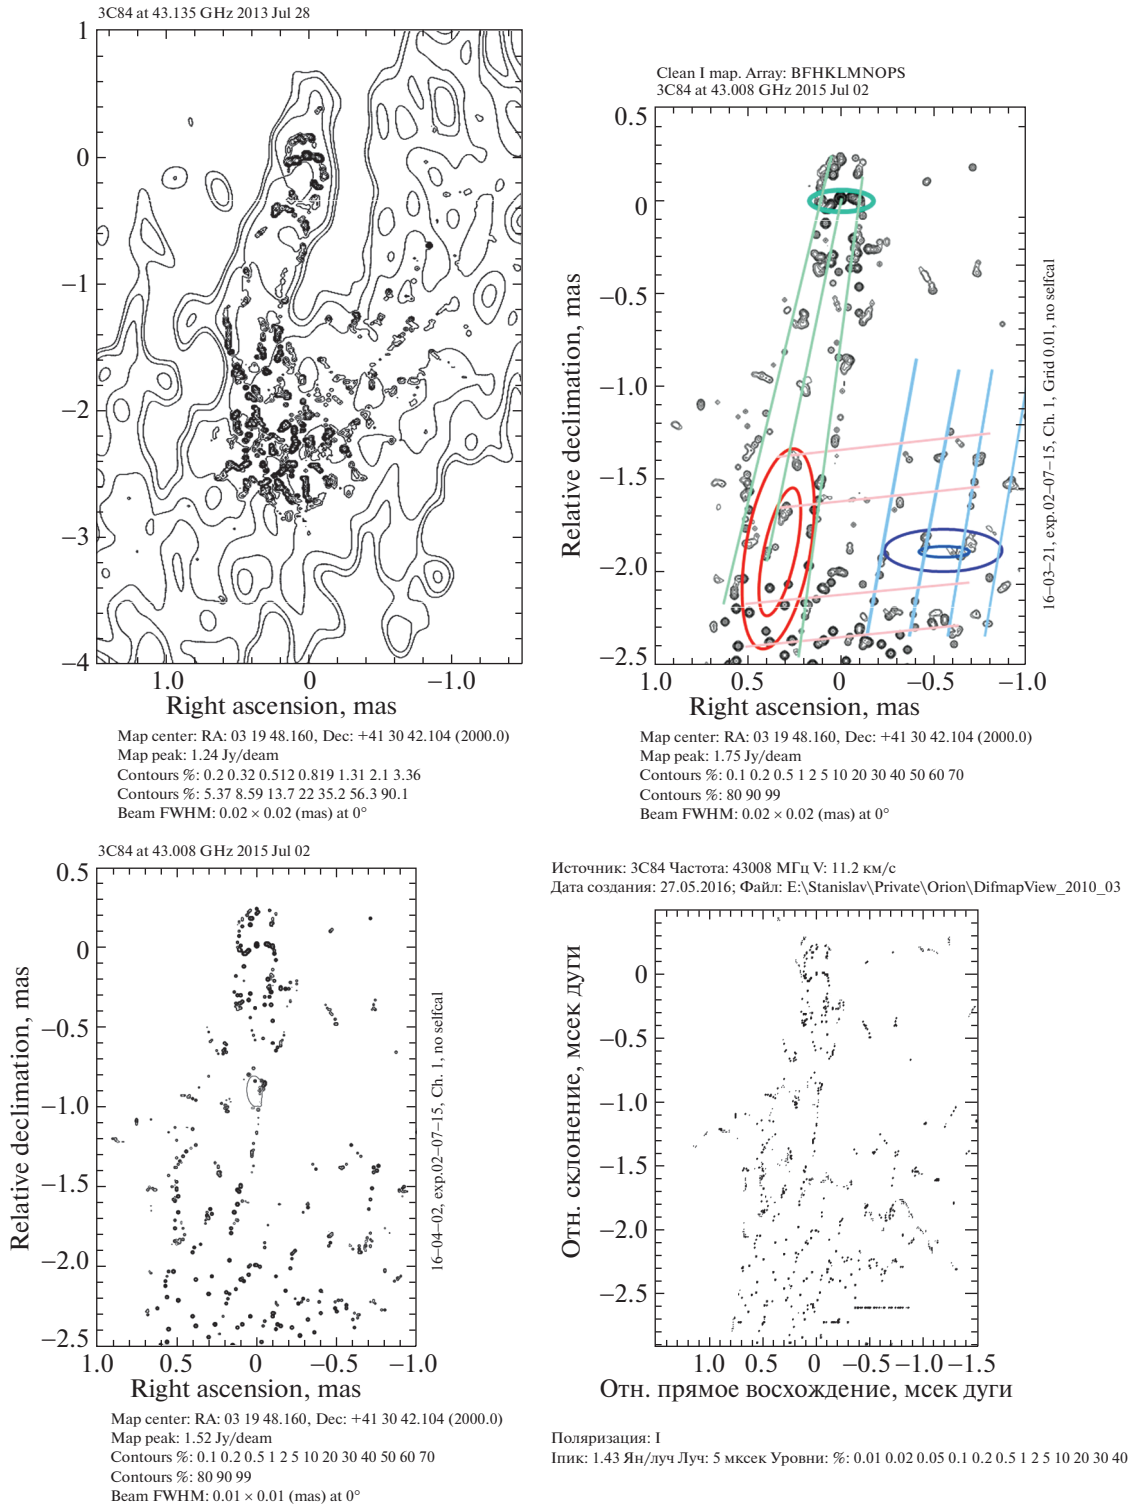 3C84 at 43.135 GHz 2013 Jul 28
1
0
−1
−2
−3
−4
1.0 0 −1.0
Right ascension, mas
Map center: RA: 03 19 48.160, Dec: +41 30 42.104 (2000.0)
Map peak: 1.24 Jy/deam
Contours %: 0.2 0.32 0.512 0.819 1.31 2.1 3.36
Contours %: 5.37 8.59 13.7 22 35.2 56.3 90.1
Beam FWHM: 0.02 × 0.02 (mas) at 0°
Clean I map. Array: BFHKLMNOPS
3C84 at 43.008 GHz 2015 Jul 02
0.5
0
−0.5
−1.0
−1.5
−2.0
−2.5
Relative declimation, mas
1.0 0.5 0 −0.5 −1.0
Right ascension, mas
16−03−21, exp.02−07−15, Ch. 1, Grid 0.01, no selfcal
Map center: RA: 03 19 48.160, Dec: +41 30 42.104 (2000.0)
Map peak: 1.75 Jy/deam
Contours %: 0.1 0.2 0.5 1 2 5 10 20 30 40 50 60 70
Contours %: 80 90 99
Beam FWHM: 0.02 × 0.02 (mas) at 0°
3C84 at 43.008 GHz 2015 Jul 02
0.5
0
−0.5
−1.0
−1.5
−2.0
−2.5
Relative declimation, mas
1.0 0.5 0 −0.5 −1.0
Right ascension, mas
16−04−02, exp.02−07−15, Ch. 1, no selfcal
Map center: RA: 03 19 48.160, Dec: +41 30 42.104 (2000.0)
Map peak: 1.52 Jy/deam
Contours %: 0.1 0.2 0.5 1 2 5 10 20 30 40 50 60 70
Contours %: 80 90 99
Beam FWHM: 0.01 × 0.01 (mas) at 0°
Источник: 3C84 Частота: 43008 МГц V: 11.2 км/с
Дата создания: 27.05.2016; Файл: E:\Stanislav\Private\Orion\DifmapView_2010_03
0
−0.5
−1.0
−1.5
−2.0
−2.5
Отн. склонение, мсек дуги
1.0 0.5 0 −0.5 −1.0 −1.5
Отн. прямое восхождение, мсек дуги
Поляризация: I
Iпик: 1.43 Ян/луч Луч: 5 мксек Уровни: %: 0.01 0.02 0.05 0.1 0.2 0.5 1 2 5 10 20 30 40